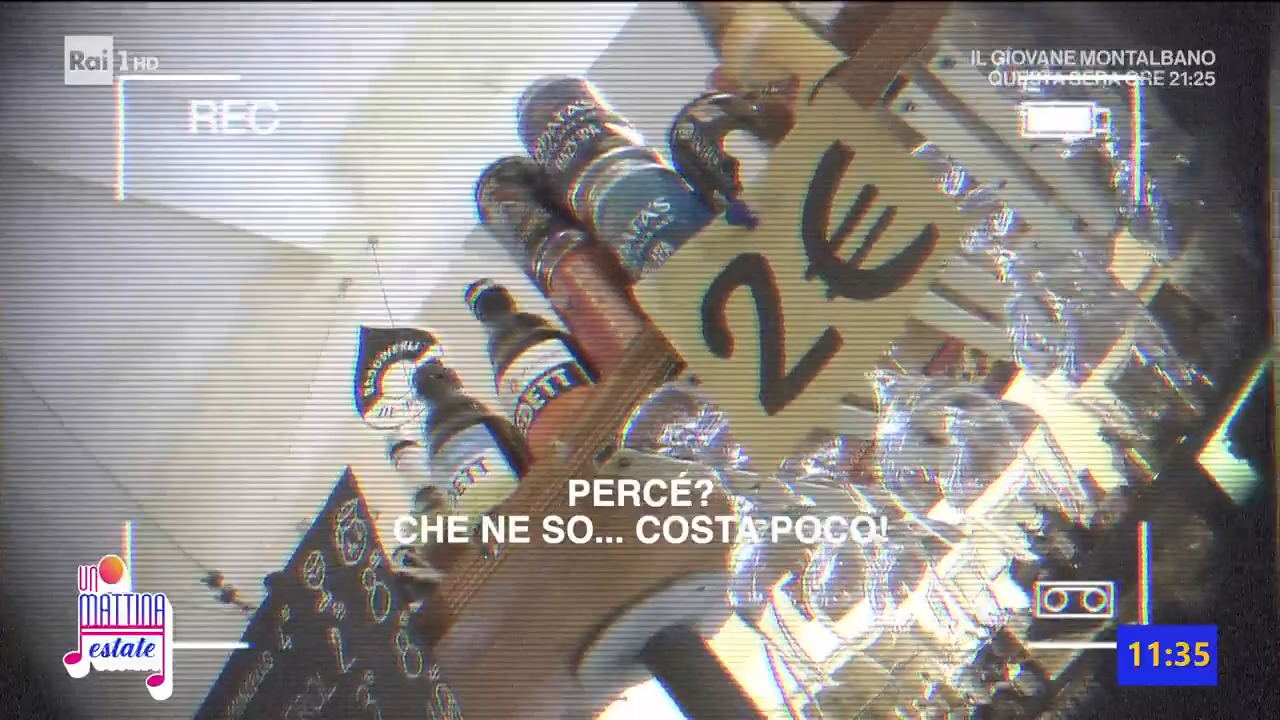 Rai 1 HD
IL GIOVANE MONTALBANO
QUESTA SERA ORE 21:25
REC
2€
PERCÉ?
CHE NE SO... COSTA POCO!
UN
MATTINA
estate
11:35